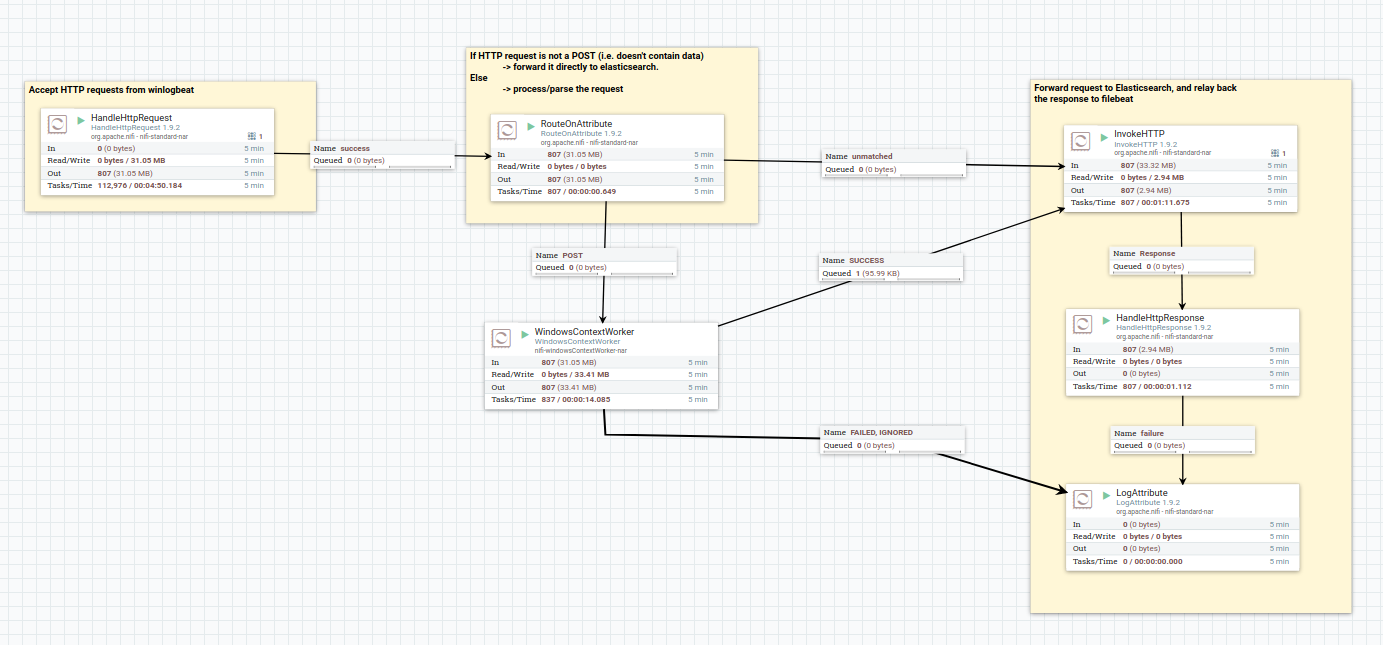 Accept HTTP requests from winlogbeat
HandleHttpRequest
HandleHttpRequest 1.9.2
org.apache.nifi - nifi-standard-nar
1
In 0 (0 bytes) 5 min
Read/Write 0 bytes / 31.05 MB 5 min
Out 807 (31.05 MB) 5 min
Tasks/Time 112,976 / 00:04:50.184 5 min
Name success
Queued 0 (0 bytes)
If HTTP request is not a POST (i.e. doesn't contain data)
-> forward it directly to elasticsearch.
Else
-> process/parse the request
RouteOnAttribute
RouteOnAttribute 1.9.2
org.apache.nifi - nifi-standard-nar
In 807 (31.05 MB) 5 min
Read/Write 0 bytes / 0 bytes 5 min
Out 807 (31.05 MB) 5 min
Tasks/Time 807 / 00:00:00.649 5 min
Name unmatched
Queued 0 (0 bytes)
Name POST
Queued 0 (0 bytes)
Name SUCCESS
Queued 1 (95.99 KB)
WindowsContextWorker
WindowsContextWorker
nifi-windowsContextWorker-nar
In 807 (31.05 MB) 5 min
Read/Write 0 bytes / 33.41 MB 5 min
Out 807 (33.41 MB) 5 min
Tasks/Time 837 / 00:00:14.085 5 min
Name FAILED, IGNORED
Queued 0 (0 bytes)
Forward request to Elasticsearch, and relay back
the response to filebeat
InvokeHTTP
InvokeHTTP 1.9.2
org.apache.nifi - nifi-standard-nar
1
In 807 (33.32 MB) 5 min
Read/Write 0 bytes / 2.94 MB 5 min
Out 807 (2.94 MB) 5 min
Tasks/Time 807 / 00:01:11.675 5 min
Name Response
Queued 0 (0 bytes)
HandleHttpResponse
HandleHttpResponse 1.9.2
org.apache.nifi - nifi-standard-nar
In 807 (2.94 MB) 5 min
Read/Write 0 bytes / 0 bytes 5 min
Out 0 (0 bytes) 5 min
Tasks/Time 807 / 00:00:01.112 5 min
Name failure
Queued 0 (0 bytes)
LogAttribute
LogAttribute 1.9.2
org.apache.nifi - nifi-standard-nar
In 0 (0 bytes) 5 min
Read/Write 0 bytes / 0 bytes 5 min
Out 0 (0 bytes) 5 min
Tasks/Time 0 / 00:00:00.000 5 min